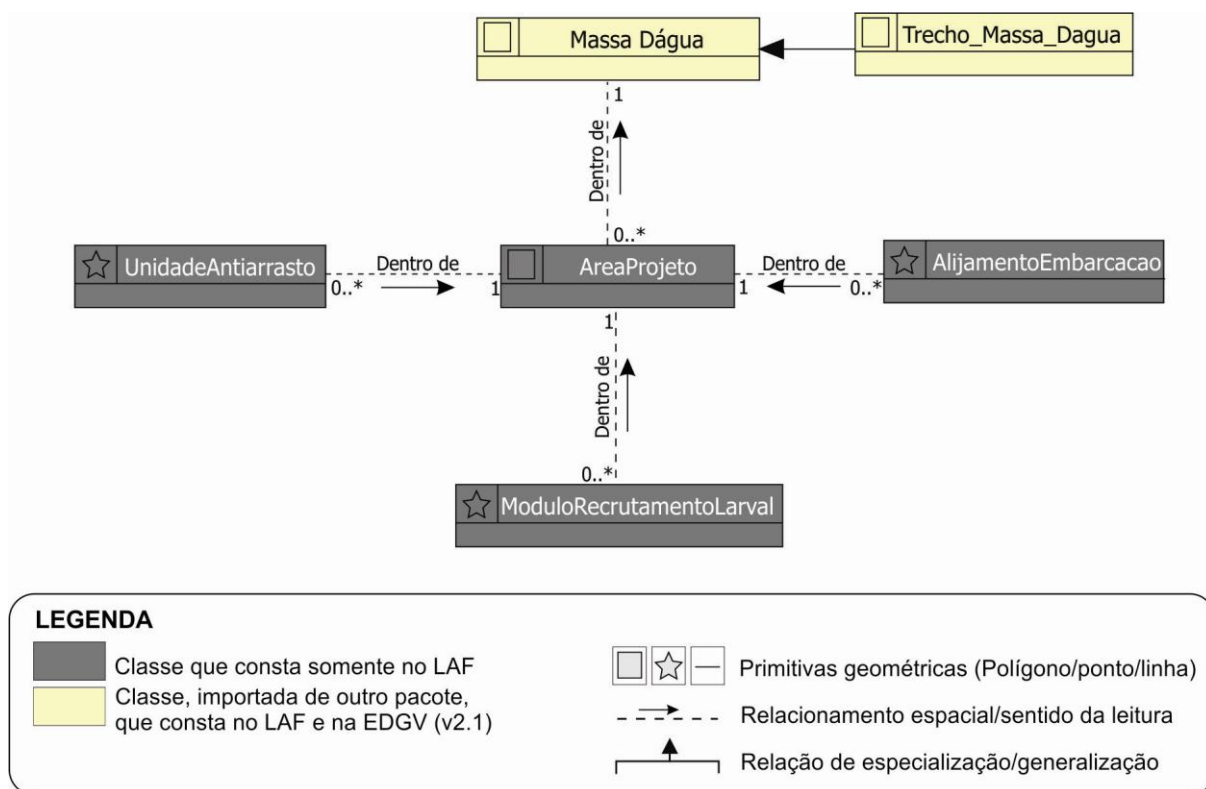 Massa Dágua
Trecho_Massa_Dagua
1
Dentro de
0..*
UnidadeAntiarrasto
Dentro de
0..*
1
AreaProjeto
Dentro de
1
0..*
AlijamentoEmbarcacao
1
Dentro de
0..*
ModuloRecrutamentoLarval
LEGENDA
Classe que consta somente no LAF
Classe, importada de outro pacote,
que consta no LAF e na EDGV (v2.1)
Primitivas geométricas (Polígono/ponto/linha)
Relacionamento espacial/sentido da leitura
Relação de especialização/generalização